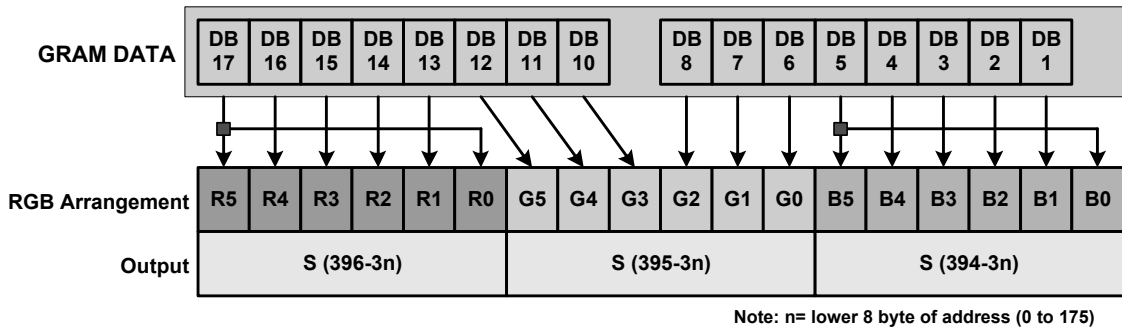 GRAM DATA
DB 17 DB 16 DB 15 DB 14 DB 13 DB 12 DB 11 DB 10 DB 8 DB 7 DB 6 DB 5 DB 4 DB 3 DB 2 DB 1
RGB Arrangement R5 R4 R3 R2 R1 R0 G5 G4 G3 G2 G1 G0 B5 B4 B3 B2 B1 B0
Output S (396-3n) S (395-3n) S (394-3n)
Note: n= lower 8 byte of address (0 to 175)